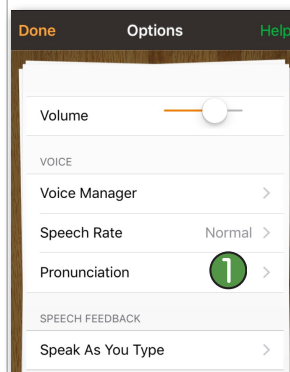 Done Options Help
Volume
VOICE
Voice Manager
Speech Rate Normal
Pronunciation 1
SPEECH FEEDBACK
Speak As You Type